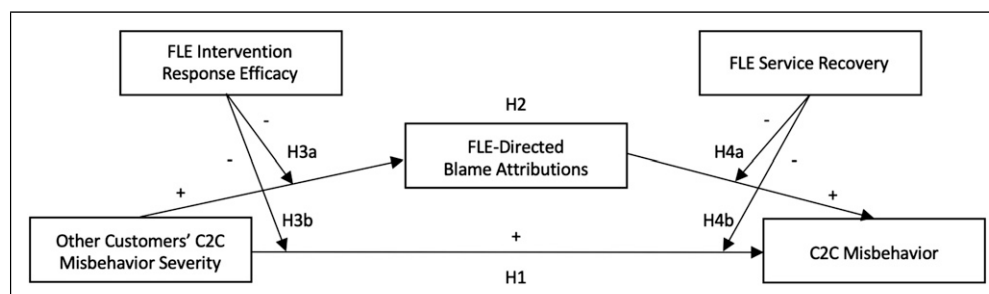 FLE Intervention
Response Efficacy
FLE Service Recovery
H2
-
-
H3a
FLE-Directed
Blame Attributions
H4a
-
-
+
+
H3b
H4b
Other Customers’ C2C
Misbehavior Severity
+
C2C Misbehavior
H1